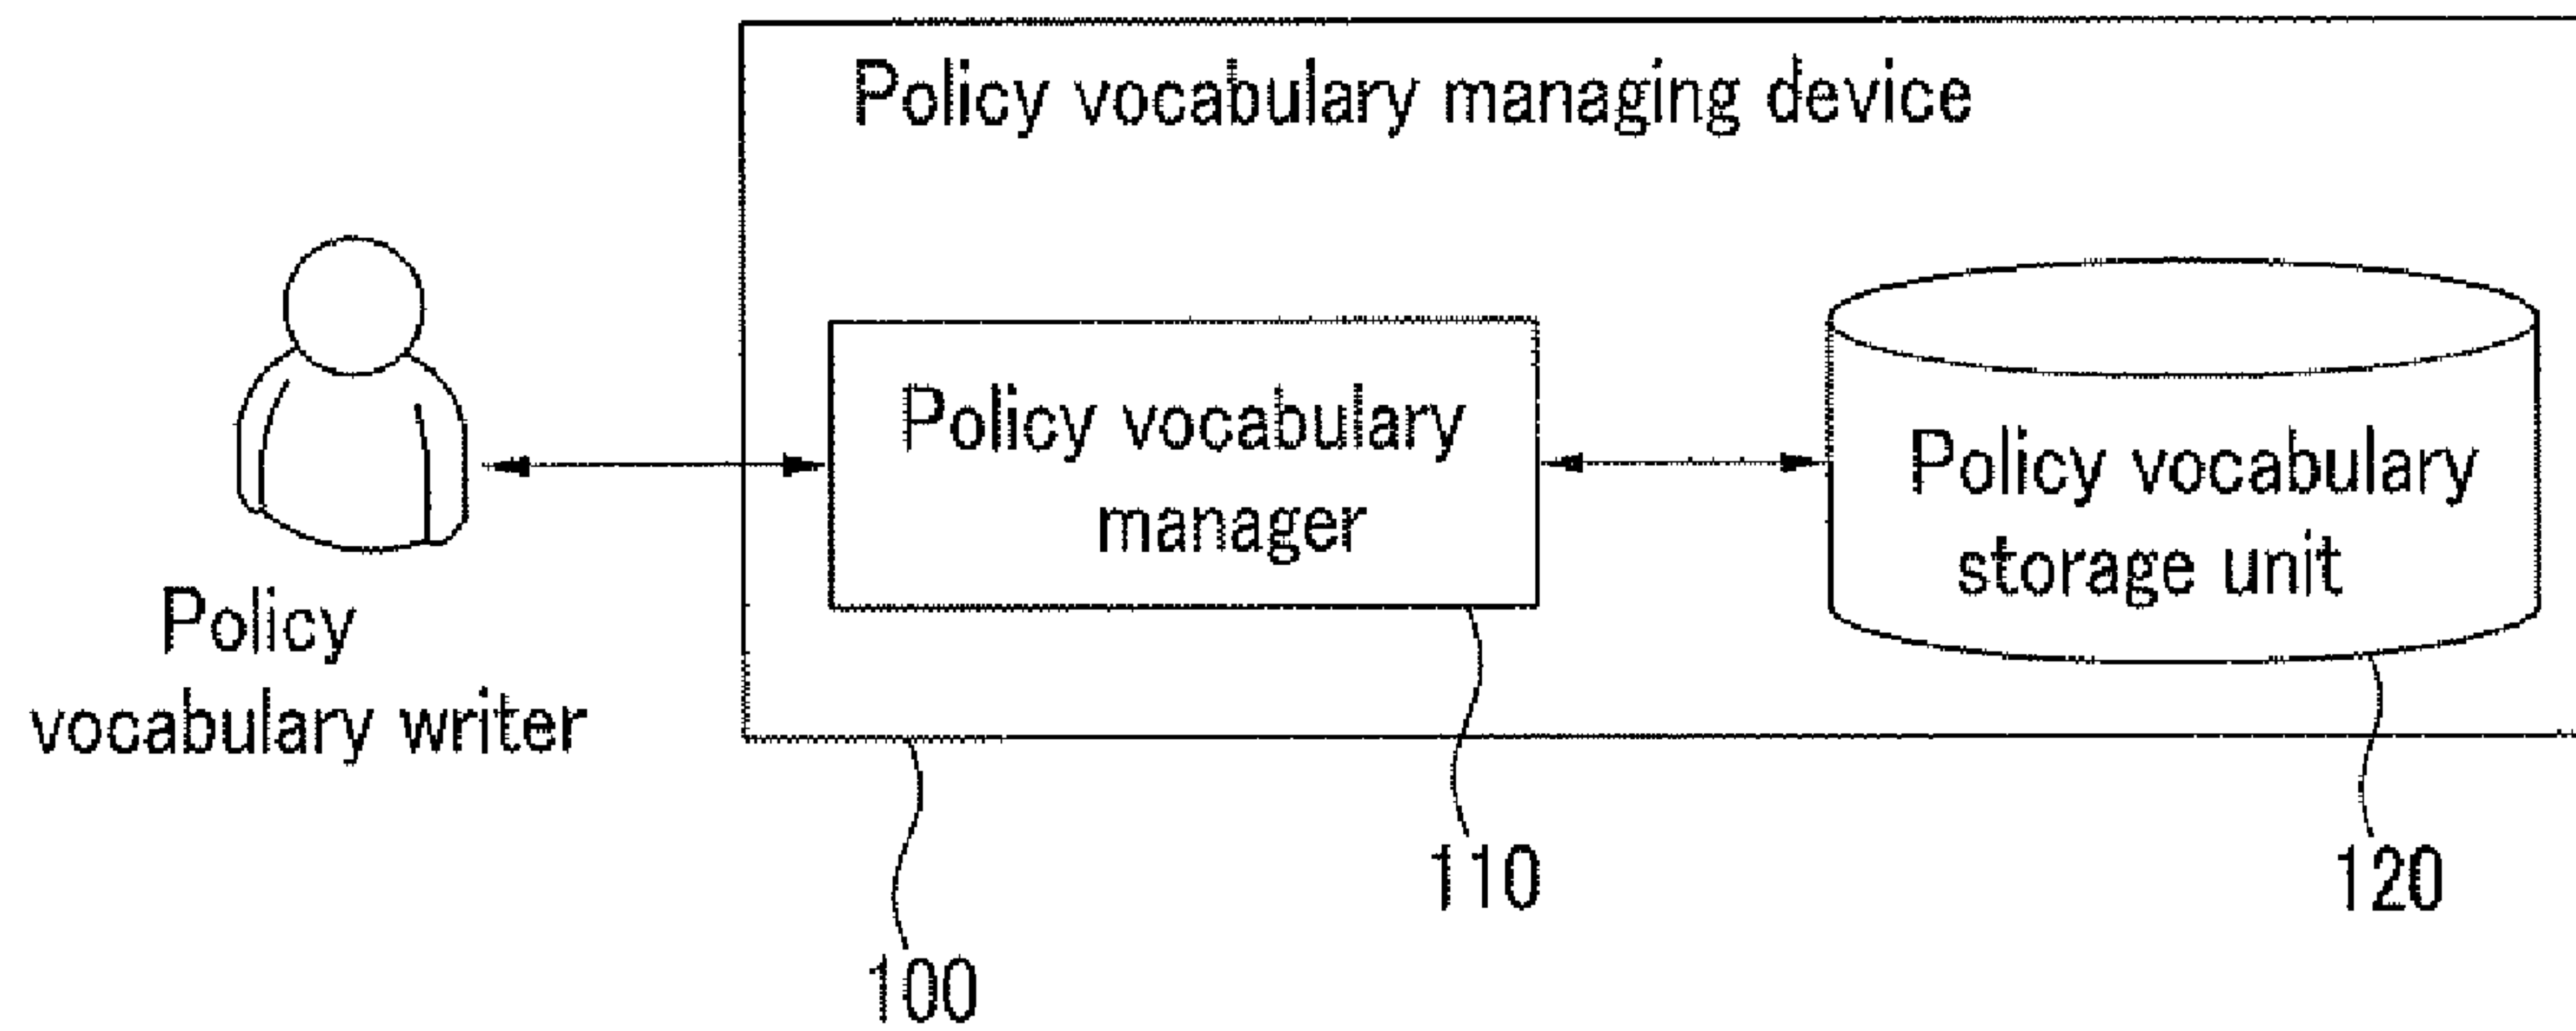 Policy vocabulary managing device
Policy
vocabulary writer
Policy vocabulary
manager
Policy vocabulary
storage unit
110
120
100